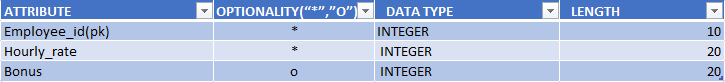 ATTRIBUTE OPTIONALITY(“*”,”O”) DATA TYPE LENGTH
Employee_id(pk) * INTEGER 10
Hourly_rate * INTEGER 20
Bonus o INTEGER 20